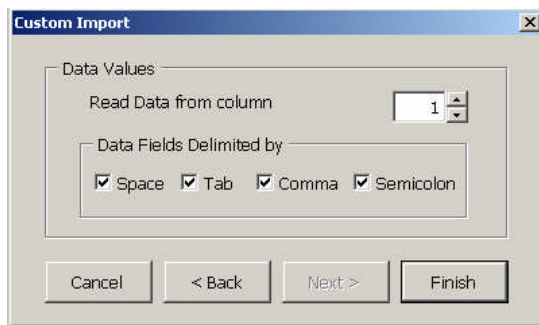 Custom Import
Data Values
Read Data from column 1
Data Fields Delimited by
Space Tab Comma Semicolon
Cancel < Back Next > Finish